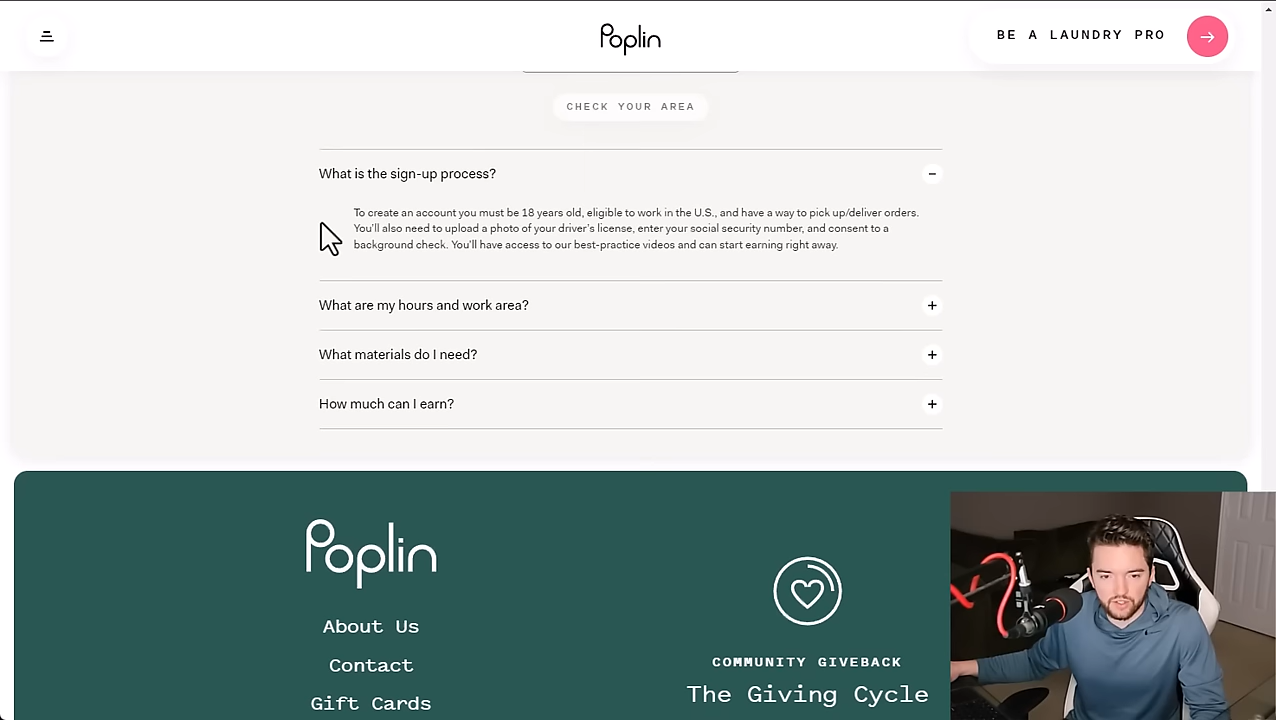 Poplin
BE A LAUNDRY PRO
CHECK YOUR AREA
What is the sign-up process?
To create an account you must be 18 years old, eligible to work in the U.S., and have a way to pick up/deliver orders.
You'll also need to upload a photo of your driver's license, enter your social security number, and consent to a
background check. You'll have access to our best-practice videos and can start earning right away.
What are my hours and work area?
What materials do I need?
How much can I earn?
Poplin
About Us
Contact
Gift Cards
COMMUNITY GIVEBACK
The Giving Cycle